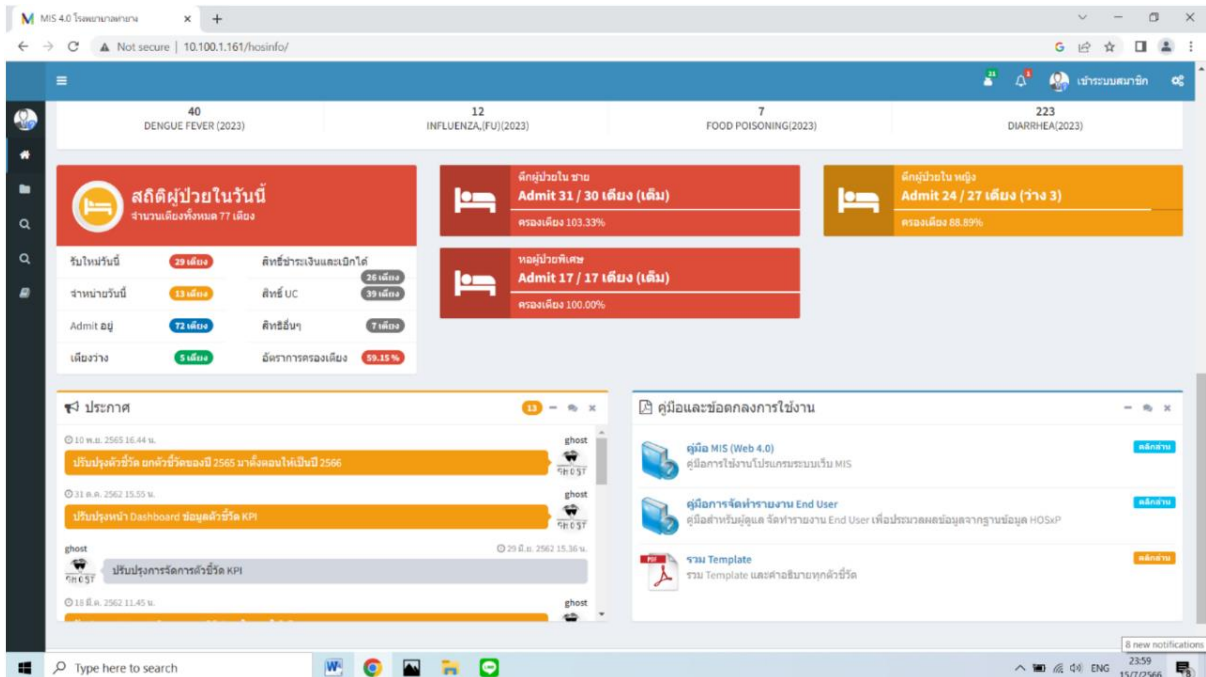 MIS 4.0 โรงพยาบาลท่ายาง
Not secure | 10.100.1.161/hosinfo/
31
1
เข้าระบบสมาชิก
40
DENGUE FEVER (2023)
12
INFLUENZA,(FU)(2023)
7
FOOD POISONING(2023)
223
DIARRHEA(2023)
สถิติผู้ป่วยในวันนี้
จำนวนเตียงทั้งหมด 77 เตียง
รับใหม่วันนี้ 29 เตียง สิทธิ์ชำระเงินและเบิกได้ 26 เตียง
จำหน่ายวันนี้ 13 เตียง สิทธิ์ UC 39 เตียง
Admit อยู่ 72 เตียง สิทธิอื่นๆ 7 เตียง
เตียงว่าง 5 เตียง อัตราการครองเตียง 59.15 %
ตึกผู้ป่วยใน ชาย
Admit 31 / 30 เตียง (เต็ม)
ครองเตียง 103.33%
ตึกผู้ป่วยใน หญิง
Admit 24 / 27 เตียง (ว่าง 3)
ครองเตียง 88.89%
หอผู้ป่วยพิเศษ
Admit 17 / 17 เตียง (เต็ม)
ครองเตียง 100.00%
ประกาศ 13
10 พ.ย. 2565 16.44 น. ghost
ปรับปรุงตัวชี้วัด ยกตัวชี้วัดของปี 2565 มาตั้งตอนให้เป็นปี 2566
GHOST
31 ต.ค. 2562 15.55 น. ghost
ปรับปรุงหน้า Dashboard ข้อมูลตัวชี้วัด KPI
GHOST
ghost 29 มี.ย. 2562 15.36 น.
ปรับปรุงการจัดการตัวชี้วัด KPI
GHOST
18 มี.ค. 2562 11.45 น. ghost
คู่มือและข้อตกลงการใช้งาน
คู่มือ MIS (Web 4.0) คลิกอ่าน
คู่มือการใช้งานโปรแกรมระบบเว็บ MIS
คู่มือการจัดทำรายงาน End User คลิกอ่าน
คู่มือสำหรับผู้ดูแล จัดทำรายงาน End User เพื่อประมวลผลข้อมูลจากฐานข้อมูล HOSxP
PDF
รวม Template คลิกอ่าน
รวม Template และคำอธิบายทุกตัวชี้วัด
8 new notifications
Type here to search
ENG
23:59
15/7/2566
8